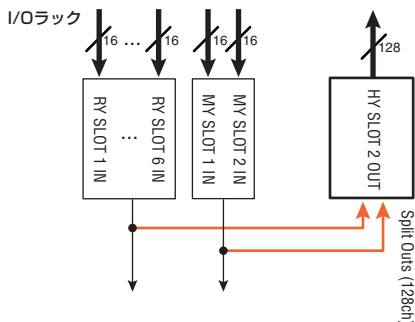 I/Oラック
16 ... 16
16 16
128
RY SLOT 1 IN
...
RY SLOT 6 IN
MY SLOT 1 IN
MY SLOT 2 IN
HY SLOT 2 OUT
Split Outs (128ch)